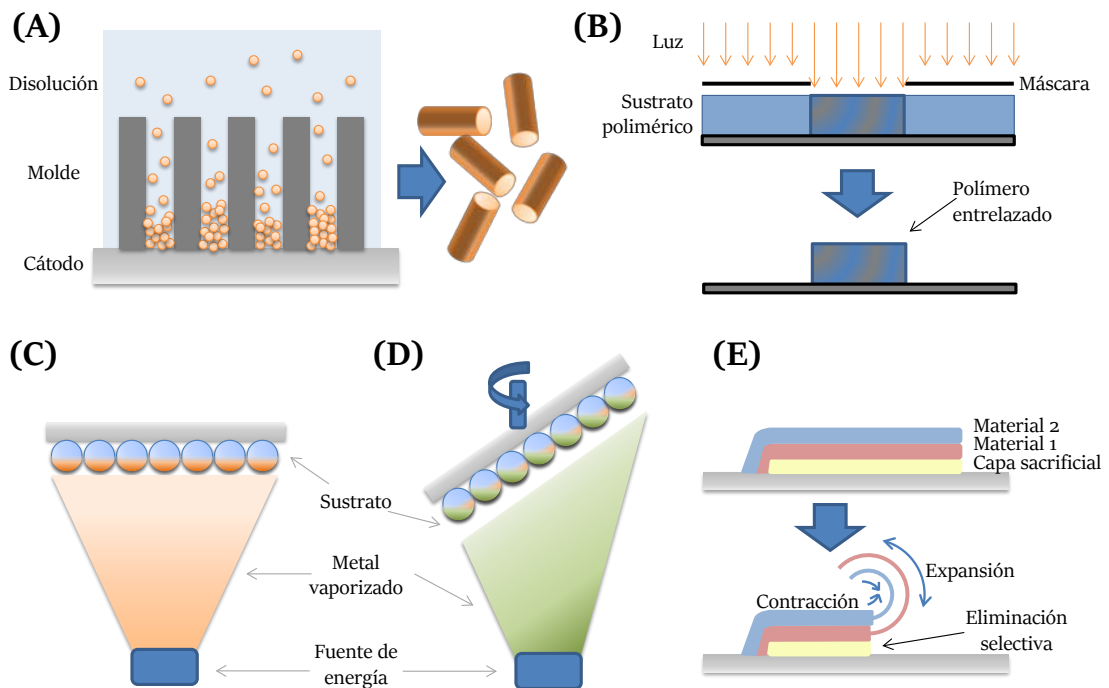 (A)
Disolución
Molde
Cátodo
(B)
Luz
Máscara
Sustrato
polimérico
Polímero
entrelazado
(C)
(D)
Sustrato
Metal
vaporizado
Fuente de
energía
(E)
Material 2
Material 1
Capa sacrificial
Expansión
Contracción
Eliminación
selectiva